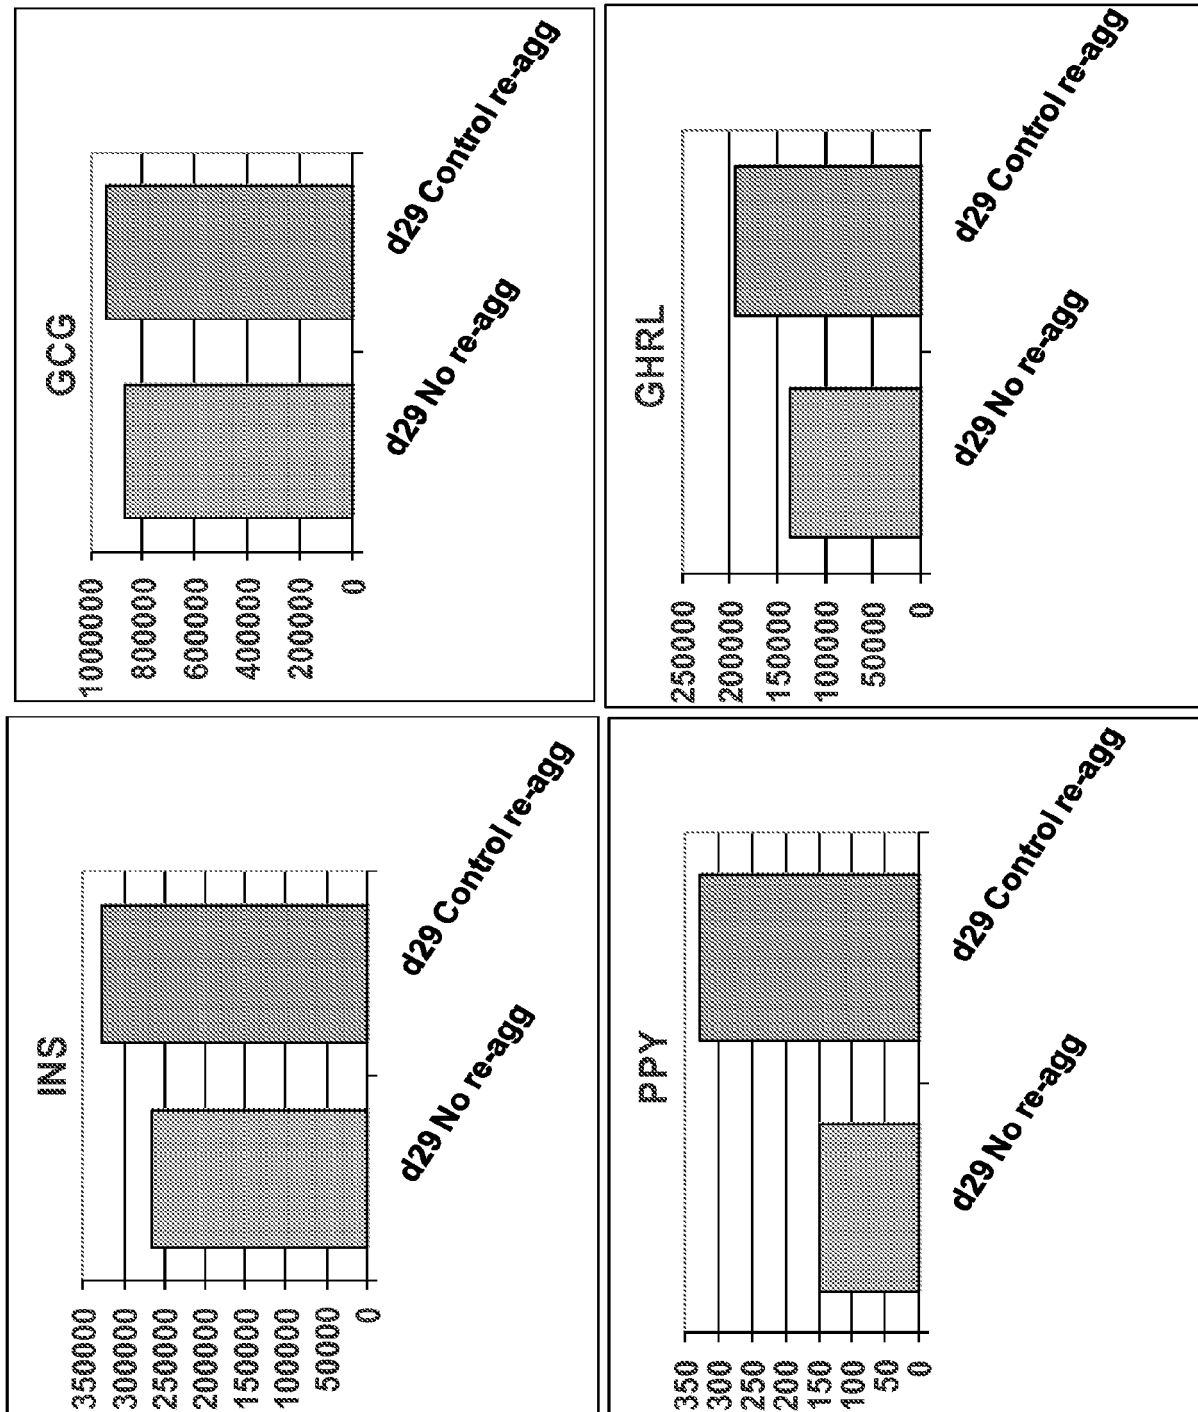 INS
350000
300000
250000
200000
150000
100000
50000
0
d29 No re-agg
d29 Control re-agg
GCG
1000000
800000
600000
400000
200000
0
d29 No re-agg
d29 Control re-agg
PPY
350
300
250
200
150
100
50
0
d29 No re-agg
d29 Control re-agg
GHRL
250000
200000
150000
100000
50000
0
d29 No re-agg
d29 Control re-agg